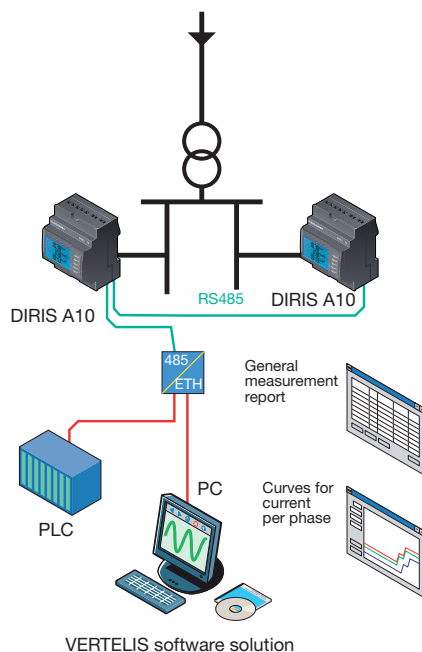 RS485
DIRIS A10
DIRIS A10
485
ETH
General
measurement
report
PC
Curves for
current
per phase
PLC
VERTELIS software solution